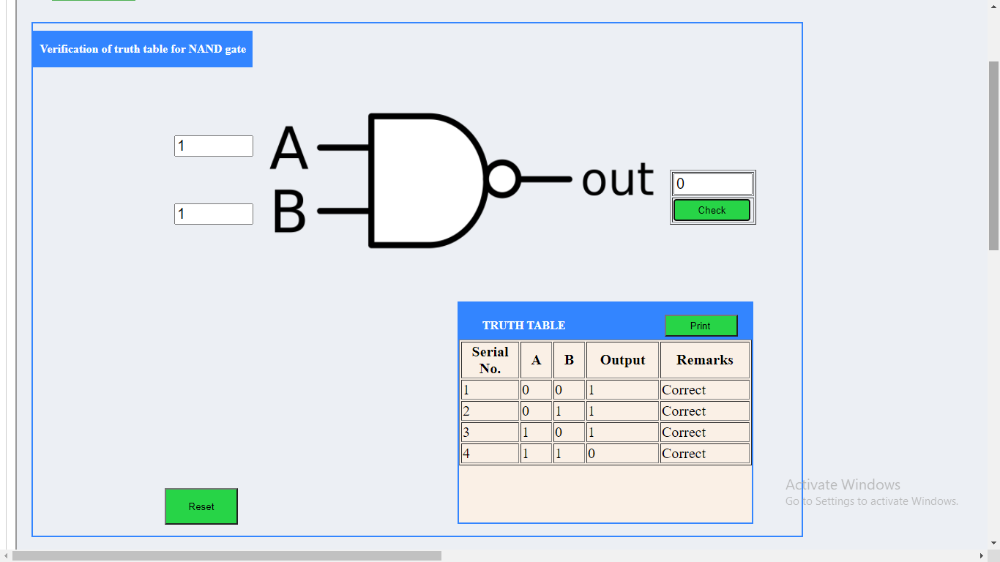 Verification of truth table for NAND gate
1
A
1
B
out
0
Check
TRUTH TABLE
Print
Serial No. A B Output Remarks
1 0 0 1 Correct
2 0 1 1 Correct
3 1 0 1 Correct
4 1 1 0 Correct
Reset
Activate Windows
Go to Settings to activate Windows.